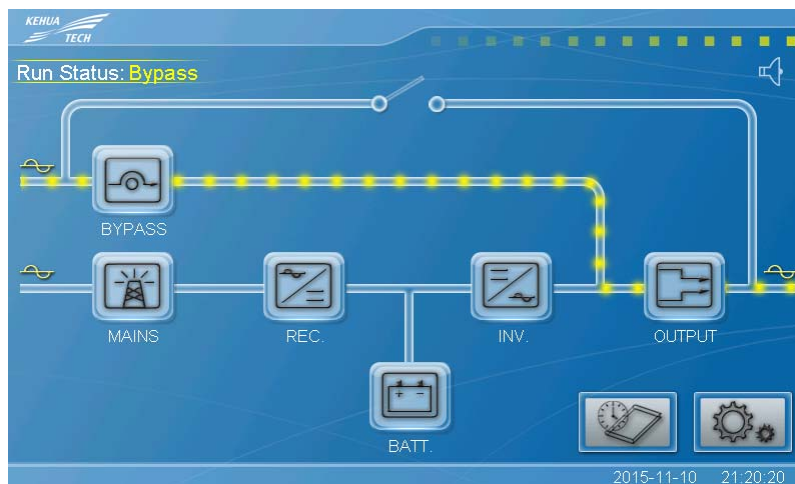 KEHUA
TECH
Run Status: Bypass
BYPASS
MAINS
REC.
INV.
OUTPUT
BATT.
2015-11-10 21:20:20